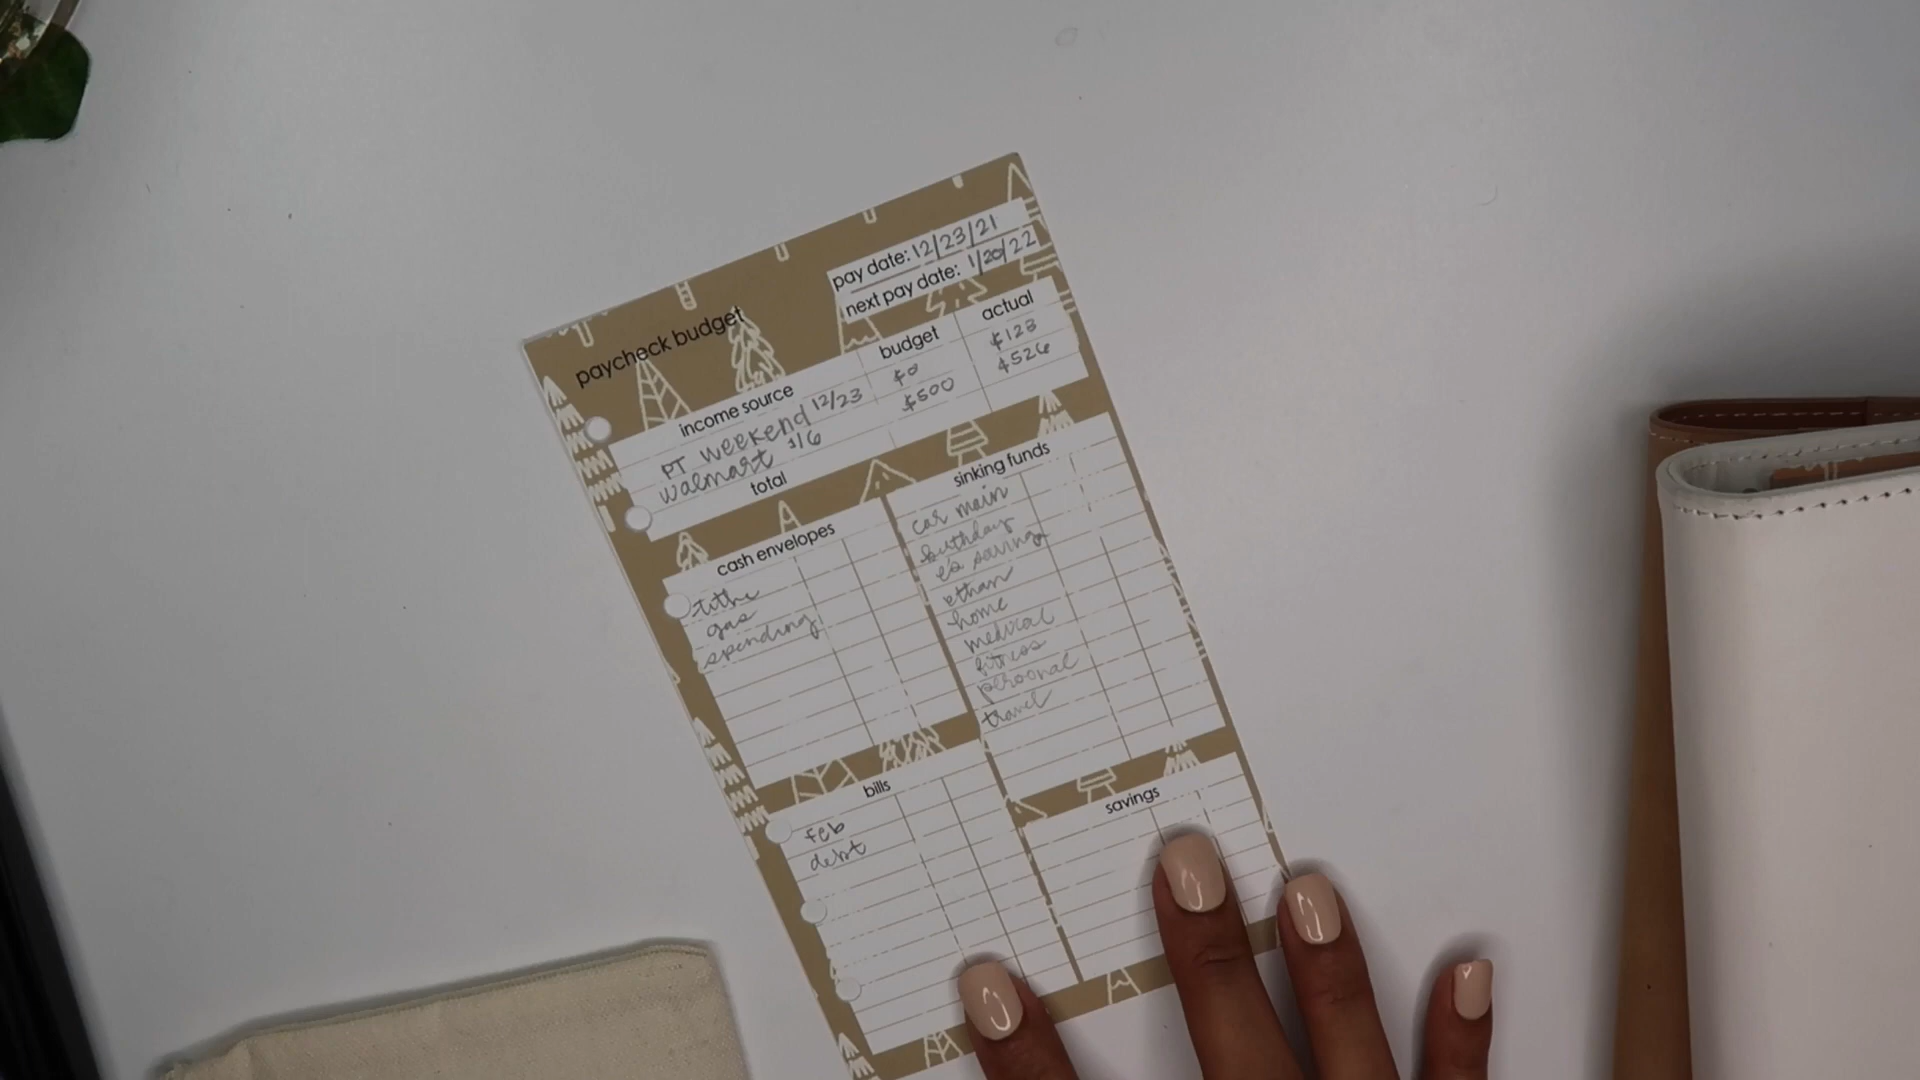 paycheck budget
pay date: 12/23/21
next pay date: 1/20/22
income source budget actual
PT weekend 12/23 $0 $123
walmart 1/6 $500 $526
total
cash envelopes
tithe
gas
spending
sinking funds
car main
birthday
e's saving
ethan
home
medical
fitness
personal
travel
bills
feb
debt
savings